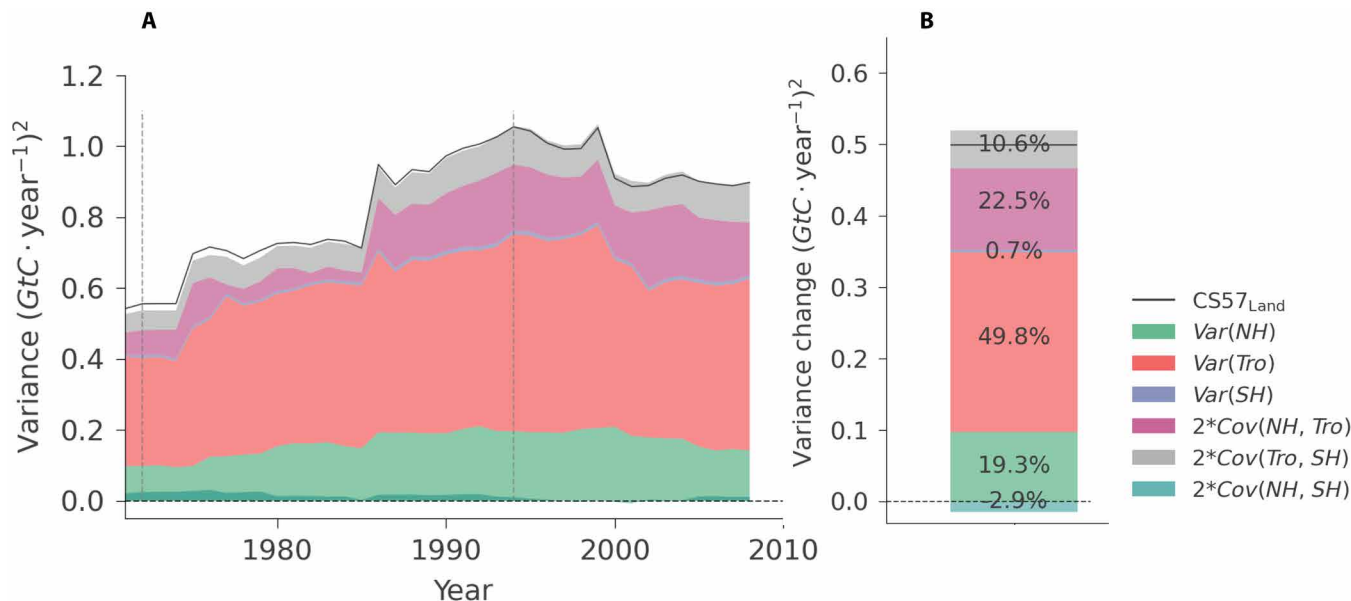 A
B
Variance (GtC · year⁻¹)²
1.2
1.0
0.8
0.6
0.4
0.2
0.0
1980
1990
2000
2010
Year
Variance change (GtC · year⁻¹)²
0.6
0.5
0.4
0.3
0.2
0.1
0.0
10.6%
22.5%
0.7%
49.8%
19.3%
-2.9%
CS57Land
Var(NH)
Var(Tro)
Var(SH)
2*Cov(NH, Tro)
2*Cov(Tro, SH)
2*Cov(NH, SH)